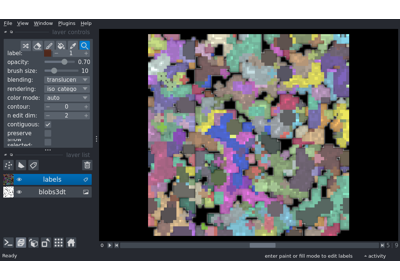 File View Window Plugins Help
layer controls
label: 1
opacity: 0.70
brush size: 10
blending: translucen
rendering: iso_catego
color mode: auto
contour: 0
n edit dim: 2
contiguous:
preserve
selected:
layer list
labels
blobs3dt
Ready
enter paint or fill mode to edit labels
activity